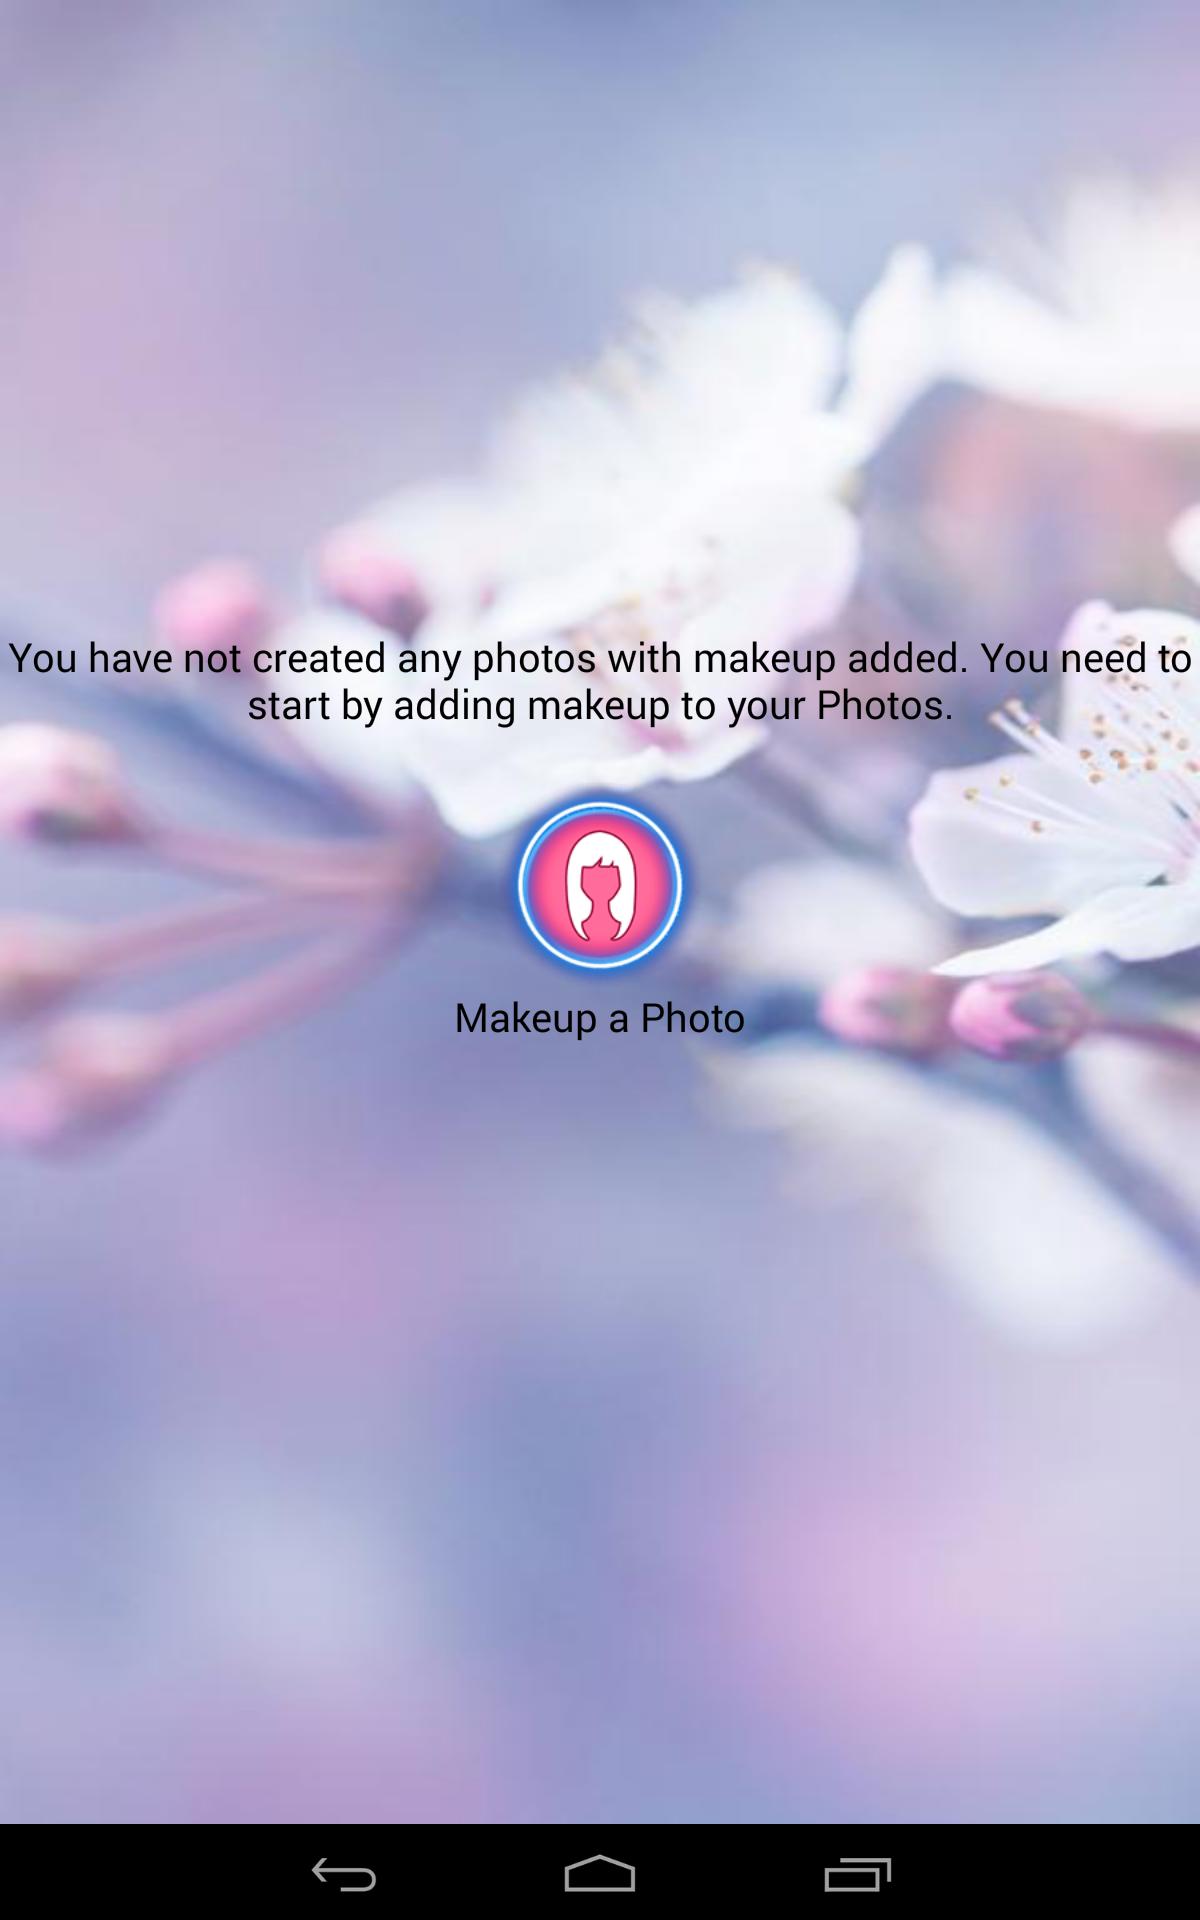 You have not created any photos with makeup added. You need to
start by adding makeup to your Photos.
Makeup a Photo